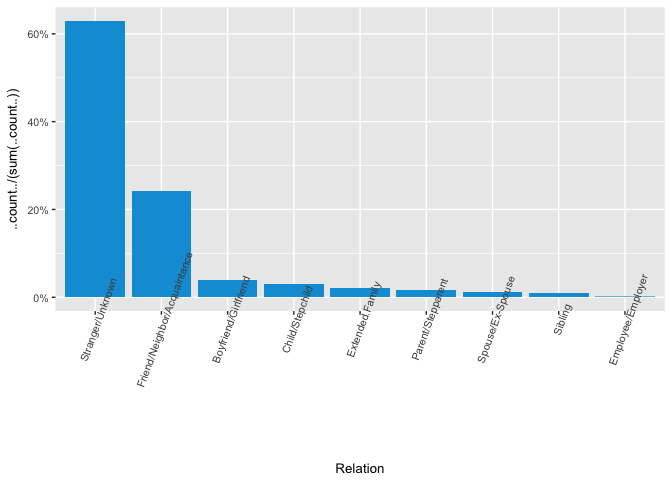 60%
40%
20%
0%
..count../(sum(..count..))
Stranger/Unknown
Friend/Neighbor/Acquaintance
Boyfriend/Girlfriend
Child/Stepchild
Extended.Family
Parent/Stepparent
Spouse/Ex-Spouse
Sibling
Employee/Employer
Relation